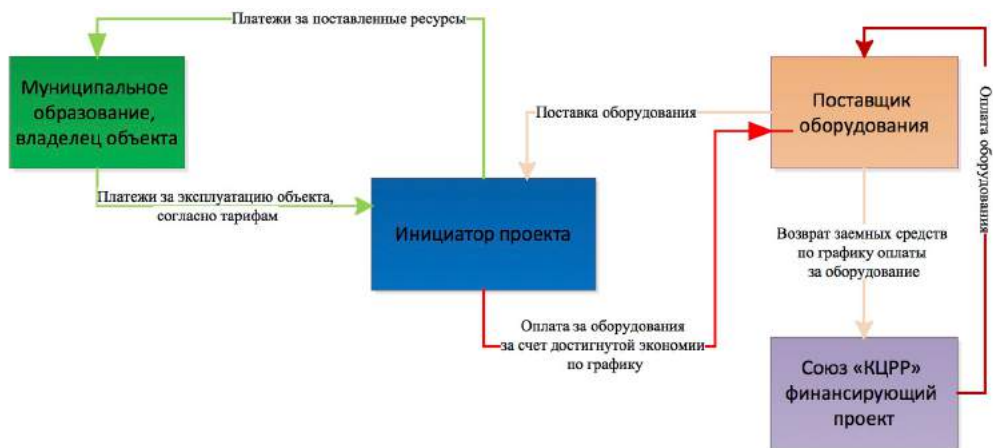 Платежи за поставленные ресурсы
Муниципальное
образование,
владелец объекта
Поставщик
оборудования
Оплата оборудования
Поставка оборудования
Платежи за эксплуатацию объекта,
согласно тарифам
Инициатор проекта
Возврат заемных средств
по графику оплаты
за оборудование
Оплата за оборудования
за счет достигнутой экономии
по графику
Союз «КЦРР»
финансирующий
проект